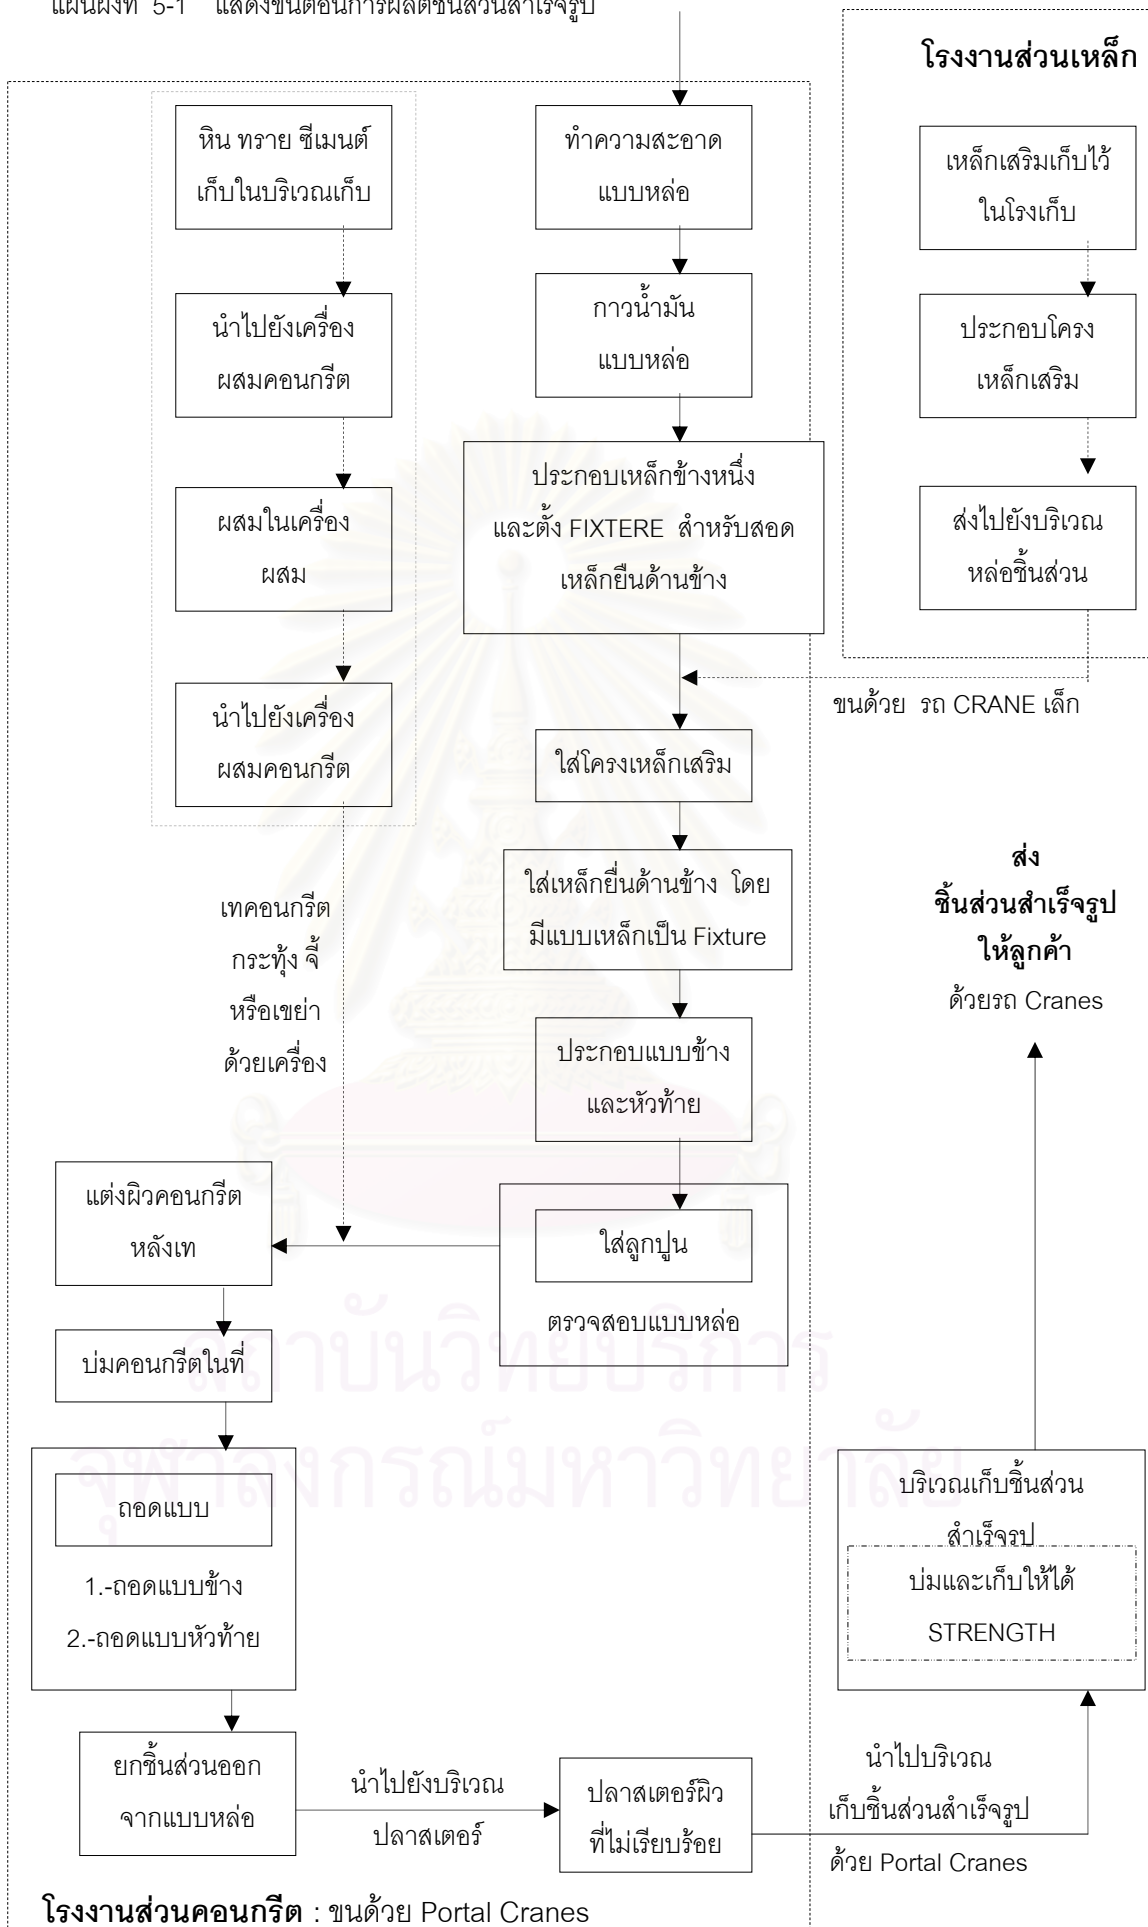 แผนผังที่ 5-1 แสดงขั้นตอนการผลิตชิ้นส่วนสำเร็จรูป
โรงงานส่วนเหล็ก
หิน ทราย ซีเมนต์
เก็บในบริเวณเก็บ
นำไปยังเครื่อง
ผสมคอนกรีต
ผสมในเครื่อง
ผสม
นำไปยังเครื่อง
ผสมคอนกรีต
เทคอนกรีต
กระทุ้ง จี้
หรือเขย่า
ด้วยเครื่อง
ทำความสะอาด
แบบหล่อ
กาวน้ำมัน
แบบหล่อ
ประกอบเหล็กข้างหนึ่ง
และตั้ง FIXTERE สำหรับสอด
เหล็กยืนด้านข้าง
เหล็กเสริมเก็บไว้
ในโรงเก็บ
ประกอบโครง
เหล็กเสริม
ส่งไปยังบริเวณ
หล่อชิ้นส่วน
ขนด้วย รถ CRANE เล็ก
ใส่โครงเหล็กเสริม
ใส่เหล็กยื่นด้านข้าง โดย
มีแบบเหล็กเป็น Fixture
ประกอบแบบข้าง
และหัวท้าย
ใส่ลูกปูน
ตรวจสอบแบบหล่อ
แต่งผิวคอนกรีต
หลังเท
บ่มคอนกรีตในที่
ถอดแบบ
1.-ถอดแบบข้าง
2.-ถอดแบบหัวท้าย
ยกชิ้นส่วนออก
จากแบบหล่อ
นำไปยังบริเวณ
ปลาสเตอร์
ปลาสเตอร์ผิว
ที่ไม่เรียบร้อย
นำไปบริเวณ
เก็บชิ้นส่วนสำเร็จรูป
ด้วย Portal Cranes
บริเวณเก็บชิ้นส่วน
สำเร็จรูป
บ่มและเก็บให้ได้
STRENGTH
ส่ง
ชิ้นส่วนสำเร็จรูป
ให้ลูกค้า
ด้วยรถ Cranes
โรงงานส่วนคอนกรีต : ขนด้วย Portal Cranes
สถาบันวิทยบริการ
จุฬาลงกรณ์มหาวิทยาลัย